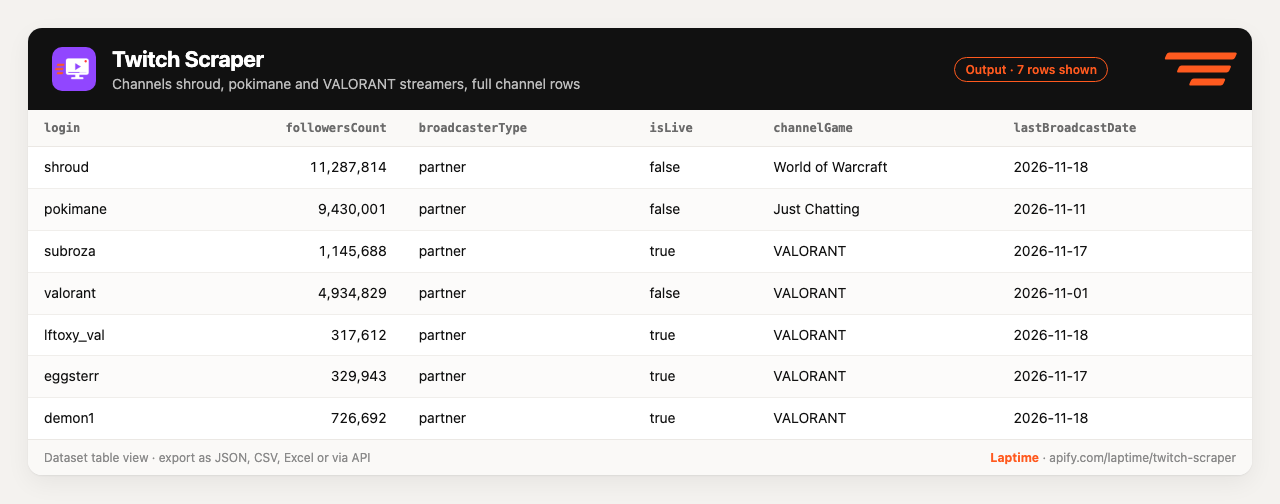 Twitch Scraper
Channels shroud, pokimane and VALORANT streamers, full channel rows
Output · 7 rows shown
login followersCount broadcasterType isLive channelGame lastBroadcastDate
shroud 11,287,814 partner false World of Warcraft 2026-11-18
pokimane 9,430,001 partner false Just Chatting 2026-11-11
subroza 1,145,688 partner true VALORANT 2026-11-17
valorant 4,934,829 partner false VALORANT 2026-11-01
lftoxy_val 317,612 partner true VALORANT 2026-11-18
eggsterr 329,943 partner true VALORANT 2026-11-17
demon1 726,692 partner true VALORANT 2026-11-18
Dataset table view · export as JSON, CSV, Excel or via API
Laptime · apify.com/laptime/twitch-scraper